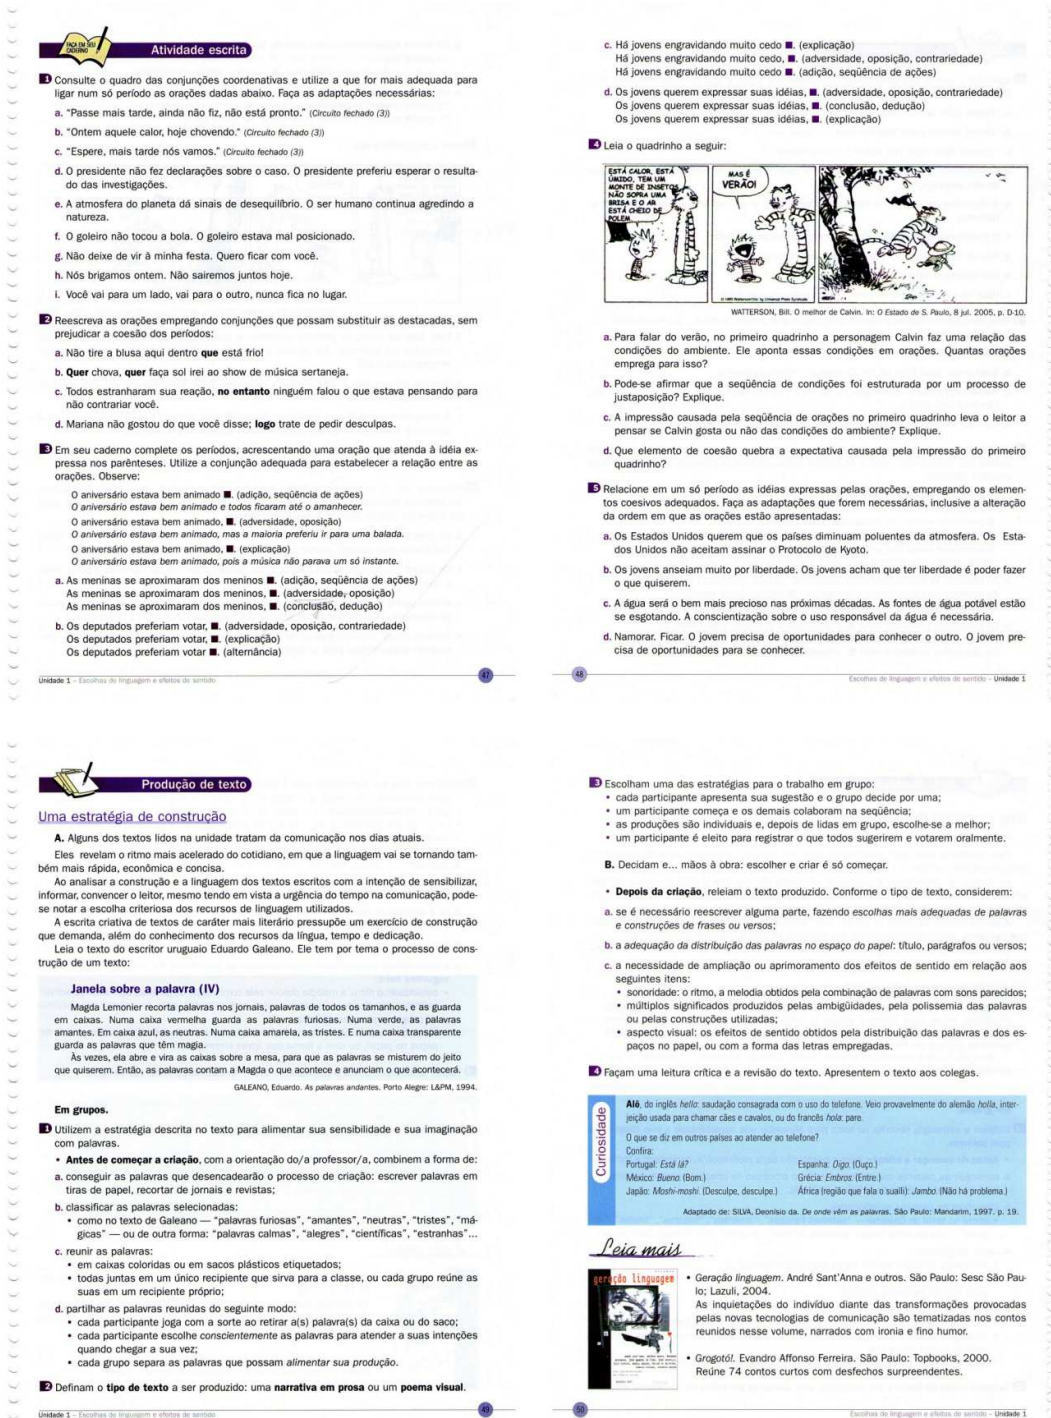 FAÇA EM SEU
CADERNO
Atividade escrita
1 Consulte o quadro das conjunções coordenativas e utilize a que for mais adequada para
ligar num só período as orações dadas abaixo. Faça as adaptações necessárias:
a. "Passe mais tarde, ainda não fiz, não está pronto." (Circuito fechado (3))
b. "Ontem aquele calor, hoje chovendo." (Circuito fechado (3))
c. "Espere, mais tarde nós vamos." (Circuito fechado (3))
d. O presidente não fez declarações sobre o caso. O presidente preferiu esperar o resulta-
do das investigações.
e. A atmosfera do planeta dá sinais de desequilíbrio. O ser humano continua agredindo a
natureza.
f. O goleiro não tocou a bola. O goleiro estava mal posicionado.
g. Não deixe de vir à minha festa. Quero ficar com você.
h. Nós brigamos ontem. Não sairemos juntos hoje.
i. Você vai para um lado, vai para o outro, nunca fica no lugar.
2 Reescreva as orações empregando conjunções que possam substituir as destacadas, sem
prejudicar a coesão dos períodos:
a. Não tire a blusa aqui dentro que está frio!
b. Quer chova, quer faça sol irei ao show de música sertaneja.
c. Todos estranharam sua reação, no entanto ninguém falou o que estava pensando para
não contrariar você.
d. Mariana não gostou do que você disse; logo trate de pedir desculpas.
3 Em seu caderno complete os períodos, acrescentando uma oração que atenda à idéia ex-
pressa nos parênteses. Utilize a conjunção adequada para estabelecer a relação entre as
orações. Observe:
O aniversário estava bem animado ■. (adição, seqüência de ações)
O aniversário estava bem animado e todos ficaram até o amanhecer.
O aniversário estava bem animado, ■. (adversidade, oposição)
O aniversário estava bem animado, mas a maioria preferiu ir para uma balada.
O aniversário estava bem animado, ■. (explicação)
O aniversário estava bem animado, pois a música não parava um só instante.
a. As meninas se aproximaram dos meninos ■. (adição, seqüência de ações)
As meninas se aproximaram dos meninos, ■. (adversidade, oposição)
As meninas se aproximaram dos meninos, ■. (conclusão, dedução)
b. Os deputados preferiam votar, ■. (adversidade, oposição, contrariedade)
Os deputados preferiam votar, ■. (explicação)
Os deputados preferiam votar ■. (alternância)
Unidade 1 – Escolhas de linguagem e efeitos de sentido
47
c. Há jovens engravidando muito cedo ■. (explicação)
Há jovens engravidando muito cedo, ■. (adversidade, oposição, contrariedade)
Há jovens engravidando muito cedo ■. (adição, seqüência de ações)
d. Os jovens querem expressar suas idéias, ■. (adversidade, oposição, contrariedade)
Os jovens querem expressar suas idéias, ■. (conclusão, dedução)
Os jovens querem expressar suas idéias, ■. (explicação)
4 Leia o quadrinho a seguir:
ESTÁ CALOR, ESTÁ
ÚMIDO, TEM UM
MONTE DE INSETOS,
NÃO SOPRA UMA
BRISA E O AR
ESTÁ CHEIO DE
PÓLEM
MAS É
VERÃO!
WATTERSON, Bill. O melhor de Calvin. In: O Estado de S. Paulo, 8 jul. 2005, p. D-10.
a. Para falar do verão, no primeiro quadrinho a personagem Calvin faz uma relação das
condições do ambiente. Ele aponta essas condições em orações. Quantas orações
emprega para isso?
b. Pode-se afirmar que a seqüência de condições foi estruturada por um processo de
justaposição? Explique.
c. A impressão causada pela seqüência de orações no primeiro quadrinho leva o leitor a
pensar se Calvin gosta ou não das condições do ambiente? Explique.
d. Que elemento de coesão quebra a expectativa causada pela impressão do primeiro
quadrinho?
5 Relacione em um só período as idéias expressas pelas orações, empregando os elemen-
tos coesivos adequados. Faça as adaptações que forem necessárias, inclusive a alteração
da ordem em que as orações estão apresentadas:
a. Os Estados Unidos querem que os países diminuam poluentes da atmosfera. Os Esta-
dos Unidos não aceitam assinar o Protocolo de Kyoto.
b. Os jovens anseiam muito por liberdade. Os jovens acham que ter liberdade é poder fazer
o que quiserem.
c. A água será o bem mais precioso nas próximas décadas. As fontes de água potável estão
se esgotando. A conscientização sobre o uso responsável da água é necessária.
d. Namorar. Ficar. O jovem precisa de oportunidades para conhecer o outro. O jovem pre-
cisa de oportunidades para se conhecer.
48
Escolhas de linguagem e efeitos de sentido – Unidade 1
Produção de texto
Uma estratégia de construção
A. Alguns dos textos lidos na unidade tratam da comunicação nos dias atuais.
Eles revelam o ritmo mais acelerado do cotidiano, em que a linguagem vai se tornando tam-
bém mais rápida, econômica e concisa.
Ao analisar a construção e a linguagem dos textos escritos com a intenção de sensibilizar,
informar, convencer o leitor, mesmo tendo em vista a urgência do tempo na comunicação, pode-
se notar a escolha criteriosa dos recursos de linguagem utilizados.
A escrita criativa de textos de caráter mais literário pressupõe um exercício de construção
que demanda, além do conhecimento dos recursos da língua, tempo e dedicação.
Leia o texto do escritor uruguaio Eduardo Galeano. Ele tem por tema o processo de cons-
trução de um texto:
Janela sobre a palavra (IV)
Magda Lemonier recorta palavras nos jornais, palavras de todos os tamanhos, e as guarda
em caixas. Numa caixa vermelha guarda as palavras furiosas. Numa verde, as palavras
amantes. Em caixa azul, as neutras. Numa caixa amarela, as tristes. E numa caixa transparente
guarda as palavras que têm magia.
Às vezes, ela abre e vira as caixas sobre a mesa, para que as palavras se misturem do jeito
que quiserem. Então, as palavras contam a Magda o que acontece e anunciam o que acontecerá.
GALEANO, Eduardo. As palavras andantes. Porto Alegre: L&PM, 1994.
Em grupos.
1 Utilizem a estratégia descrita no texto para alimentar sua sensibilidade e sua imaginação
com palavras.
• Antes de começar a criação, com a orientação do/a professor/a, combinem a forma de:
a. conseguir as palavras que desencadearão o processo de criação: escrever palavras em
tiras de papel, recortar de jornais e revistas;
b. classificar as palavras selecionadas:
• como no texto de Galeano — "palavras furiosas", "amantes", "neutras", "tristes", "má-
gicas" — ou de outra forma: "palavras calmas", "alegres", "científicas", "estranhas"...
c. reunir as palavras:
• em caixas coloridas ou em sacos plásticos etiquetados;
• todas juntas em um único recipiente que sirva para a classe, ou cada grupo reúne as
suas em um recipiente próprio;
d. partilhar as palavras reunidas do seguinte modo:
• cada participante joga com a sorte ao retirar a(s) palavra(s) da caixa ou do saco;
• cada participante escolhe conscientemente as palavras para atender a suas intenções
quando chegar a sua vez;
• cada grupo separa as palavras que possam alimentar sua produção.
2 Definam o tipo de texto a ser produzido: uma narrativa em prosa ou um poema visual.
Unidade 1 – Escolhas de linguagem e efeitos de sentido
49
3 Escolham uma das estratégias para o trabalho em grupo:
• cada participante apresenta sua sugestão e o grupo decide por uma;
• um participante começa e os demais colaboram na seqüência;
• as produções são individuais e, depois de lidas em grupo, escolhe-se a melhor;
• um participante é eleito para registrar o que todos sugerirem e votarem oralmente.
B. Decidam e... mãos à obra: escolher e criar é só começar.
• Depois da criação, releiam o texto produzido. Conforme o tipo de texto, considerem:
a. se é necessário reescrever alguma parte, fazendo escolhas mais adequadas de palavras
e construções de frases ou versos;
b. a adequação da distribuição das palavras no espaço do papel: título, parágrafos ou versos;
c. a necessidade de ampliação ou aprimoramento dos efeitos de sentido em relação aos
seguintes itens:
• sonoridade: o ritmo, a melodia obtidos pela combinação de palavras com sons parecidos;
• múltiplos significados produzidos pelas ambigüidades, pela polissemia das palavras
ou pelas construções utilizadas;
• aspecto visual: os efeitos de sentido obtidos pela distribuição das palavras e dos es-
paços no papel, ou com a forma das letras empregadas.
4 Façam uma leitura crítica e a revisão do texto. Apresentem o texto aos colegas.
Curiosidade
Alô, do inglês hello: saudação consagrada com o uso do telefone. Veio provavelmente do alemão holla, inter-
jeição usada para chamar cães e cavalos, ou do francês hola: pare.
O que se diz em outros países ao atender ao telefone?
Confira:
Portugal: Está lá?
Espanha: Oigo. (Ouço.)
México: Bueno. (Bom.)
Grécia: Embros. (Entre.)
Japão: Moshi-moshi. (Desculpe, desculpe.)
África (região que fala o suaíli): Jambo. (Não há problema.)
Adaptado de: SILVA, Deonísio da. De onde vêm as palavras. São Paulo: Mandarim, 1997. p. 19.
Leia mais
geração linguagem
• Geração linguagem. André Sant'Anna e outros. São Paulo: Sesc São Pau-
lo; Lazuli, 2004.
As inquietações do indivíduo diante das transformações provocadas
pelas novas tecnologias de comunicação são tematizadas nos contos
reunidos nesse volume, narrados com ironia e fino humor.
• Grogotó!. Evandro Affonso Ferreira. São Paulo: Topbooks, 2000.
Reúne 74 contos curtos com desfechos surpreendentes.
50
Escolhas de linguagem e efeitos de sentido – Unidade 1